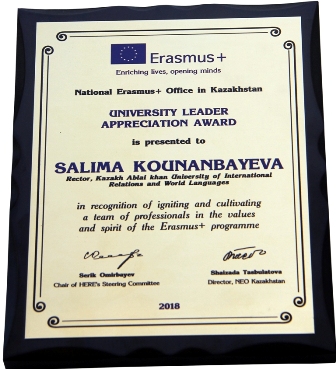 Erasmus+
Enriching lives, opening minds
National Erasmus+ Office in Kazakhstan
UNIVERSITY LEADER
APPRECIATION AWARD
is presented to
SALIMA KOUNANBAYEVA
Rector, Kazakh Ablai khan University of International
Relations and World Languages
in recognition of igniting and cultivating
a team of professionals in the values
and spirit of the Erasmus+ programme
Serik Omirbayev
Chair of HERE's Steering Committee
Shaizada Tasbulatova
Director, NEO Kazakhstan
2018